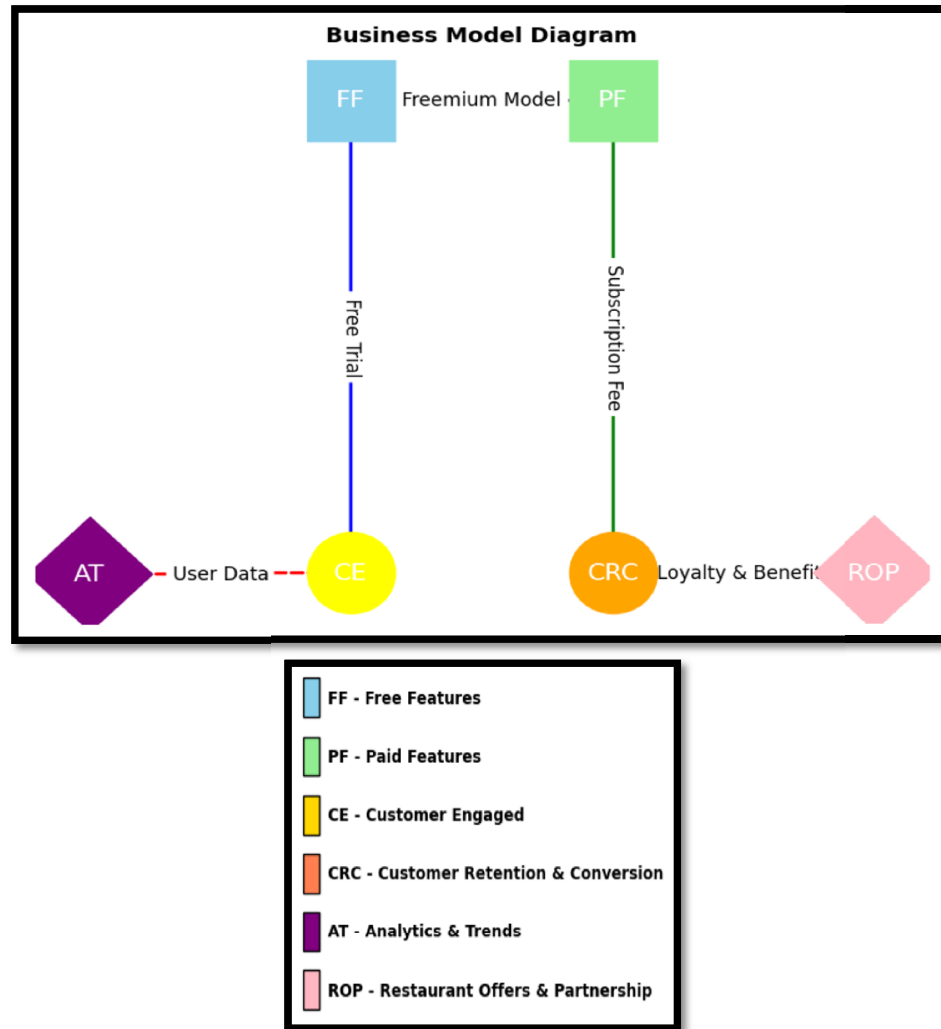 Business Model Diagram
FF Freemium Model PF
Free Trial
Subscription Fee
AT User Data CE CRC Loyalty & Benefit ROP
FF - Free Features
PF - Paid Features
CE - Customer Engaged
CRC - Customer Retention & Conversion
AT - Analytics & Trends
ROP - Restaurant Offers & Partnership